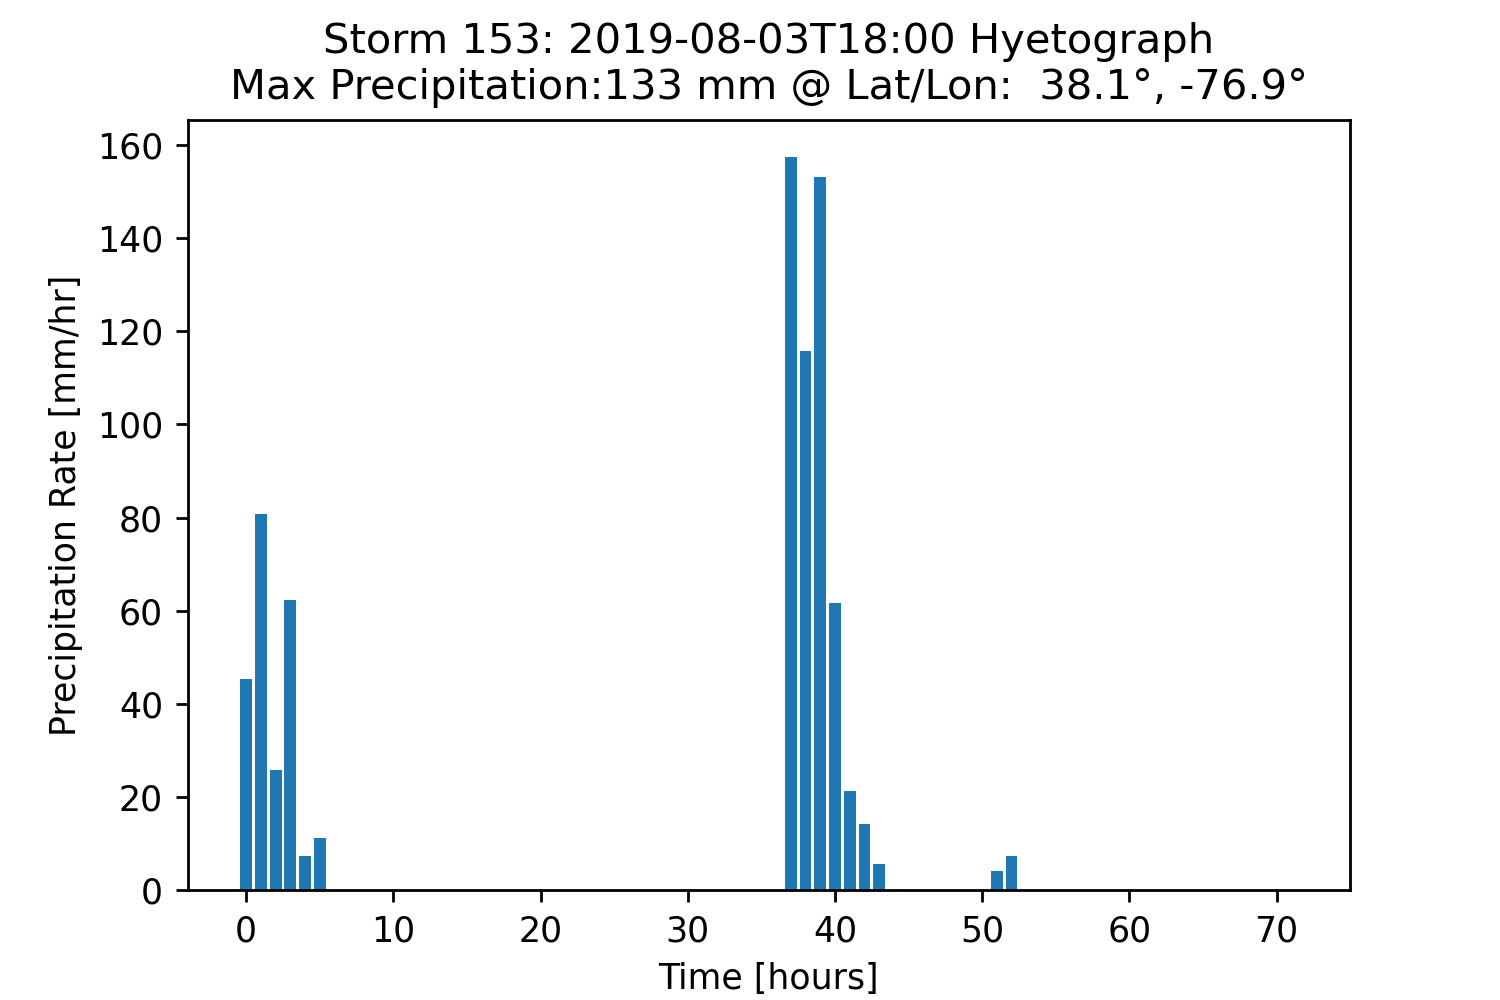 Storm 153: 2019-08-03T18:00 Hyetograph
Max Precipitation:133 mm @ Lat/Lon:  38.1°, -76.9°
Precipitation Rate [mm/hr]
160
140
120
100
80
60
40
20
0
0 10 20 30 40 50 60 70
Time [hours]